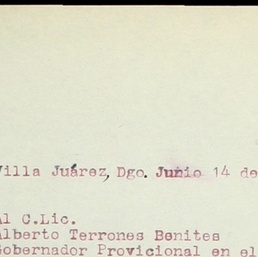 Villa Juárez, Dgo. Junio 14 de
Al C.Lic.
Alberto Terrones Benites
Gobernador Provicional en el